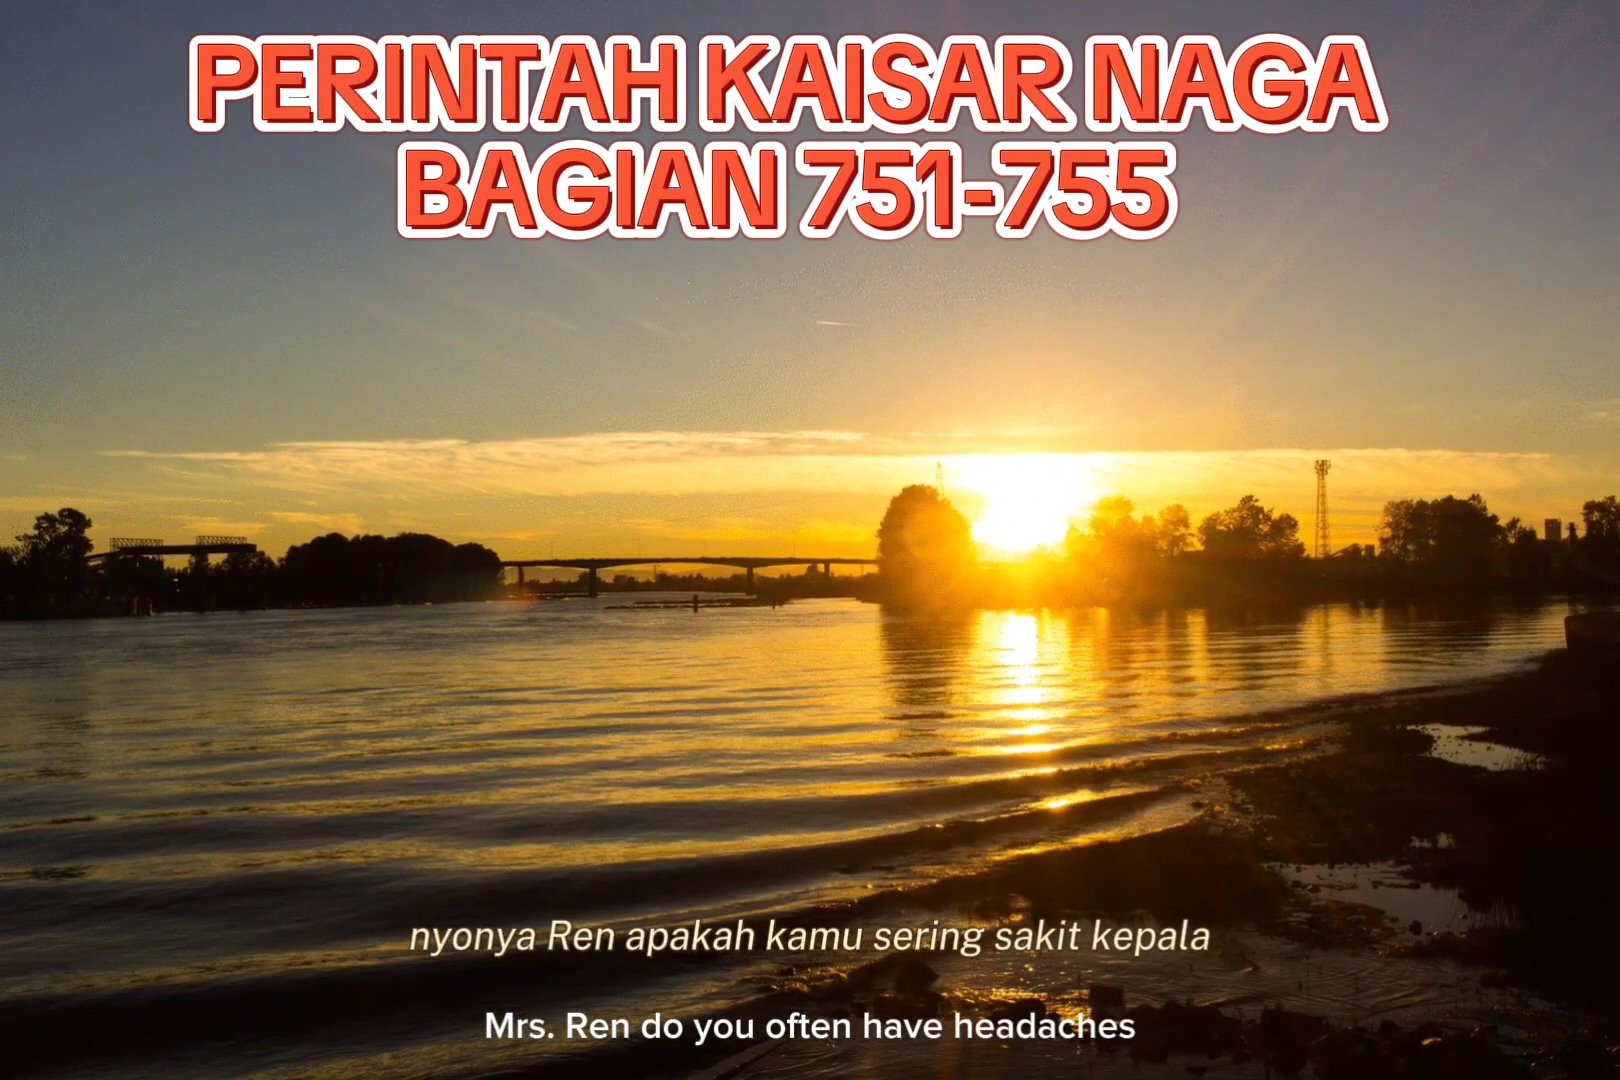 PERINTAH KAISAR NAGA
BAGIAN 751-755
nyonya Ren apakah kamu sering sakit kepala
Mrs. Ren do you often have headaches